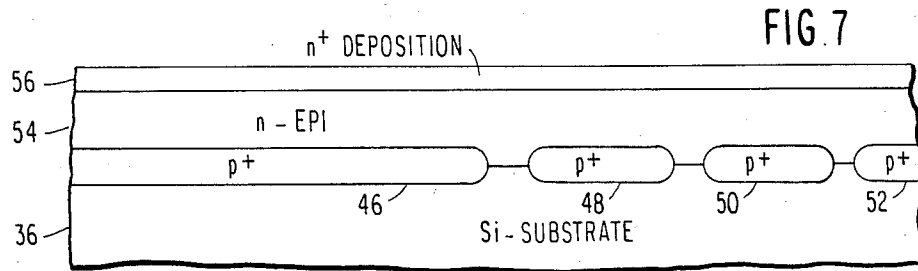 FIG. 7
n+ DEPOSITION
56
54
n - EPI
p+ p+ p+ p+
46 48 50 52
36
Si-SUBSTRATE